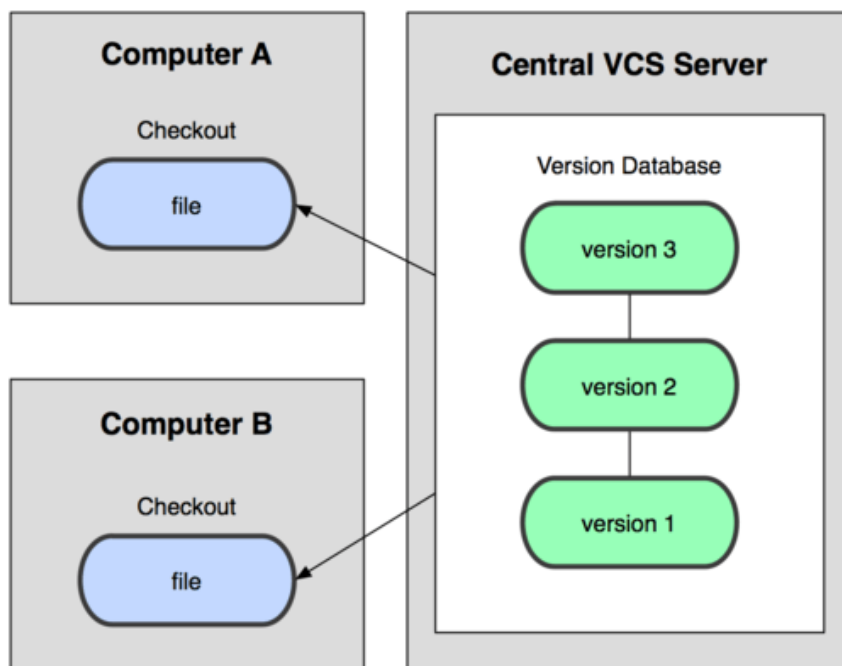 Computer A
Checkout
file
Computer B
Checkout
file
Central VCS Server
Version Database
version 3
version 2
version 1